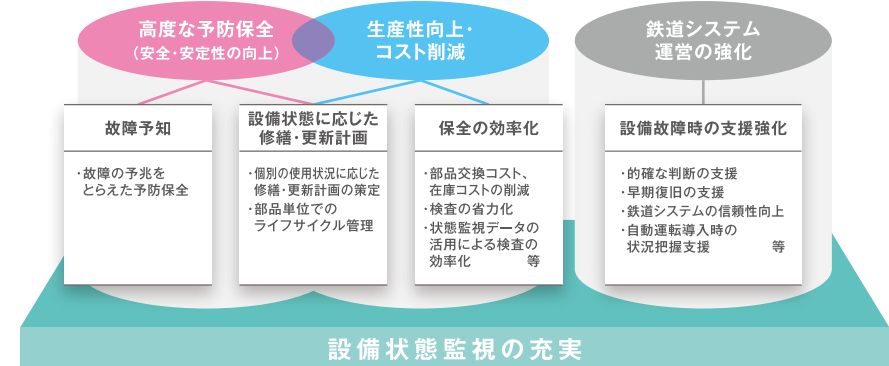 高度な予防保全
（安全・安定性の向上）
生産性向上・
コスト削減
鉄道システム
運営の強化
故障予知
・故障の予兆を
とらえた予防保全
設備状態に応じた
修繕・更新計画
・個別の使用状況に応じた
修繕・更新計画の策定
・部品単位での
ライフサイクル管理
保全の効率化
・部品交換コスト、
在庫コストの削減
・検査の省力化
・状態監視データの
活用による検査の
効率化　　　　等
設備故障時の支援強化
・的確な判断の支援
・早期復旧の支援
・鉄道システムの信頼性向上
・自動運転導入時の
状況把握支援　　　　等
設備状態監視の充実